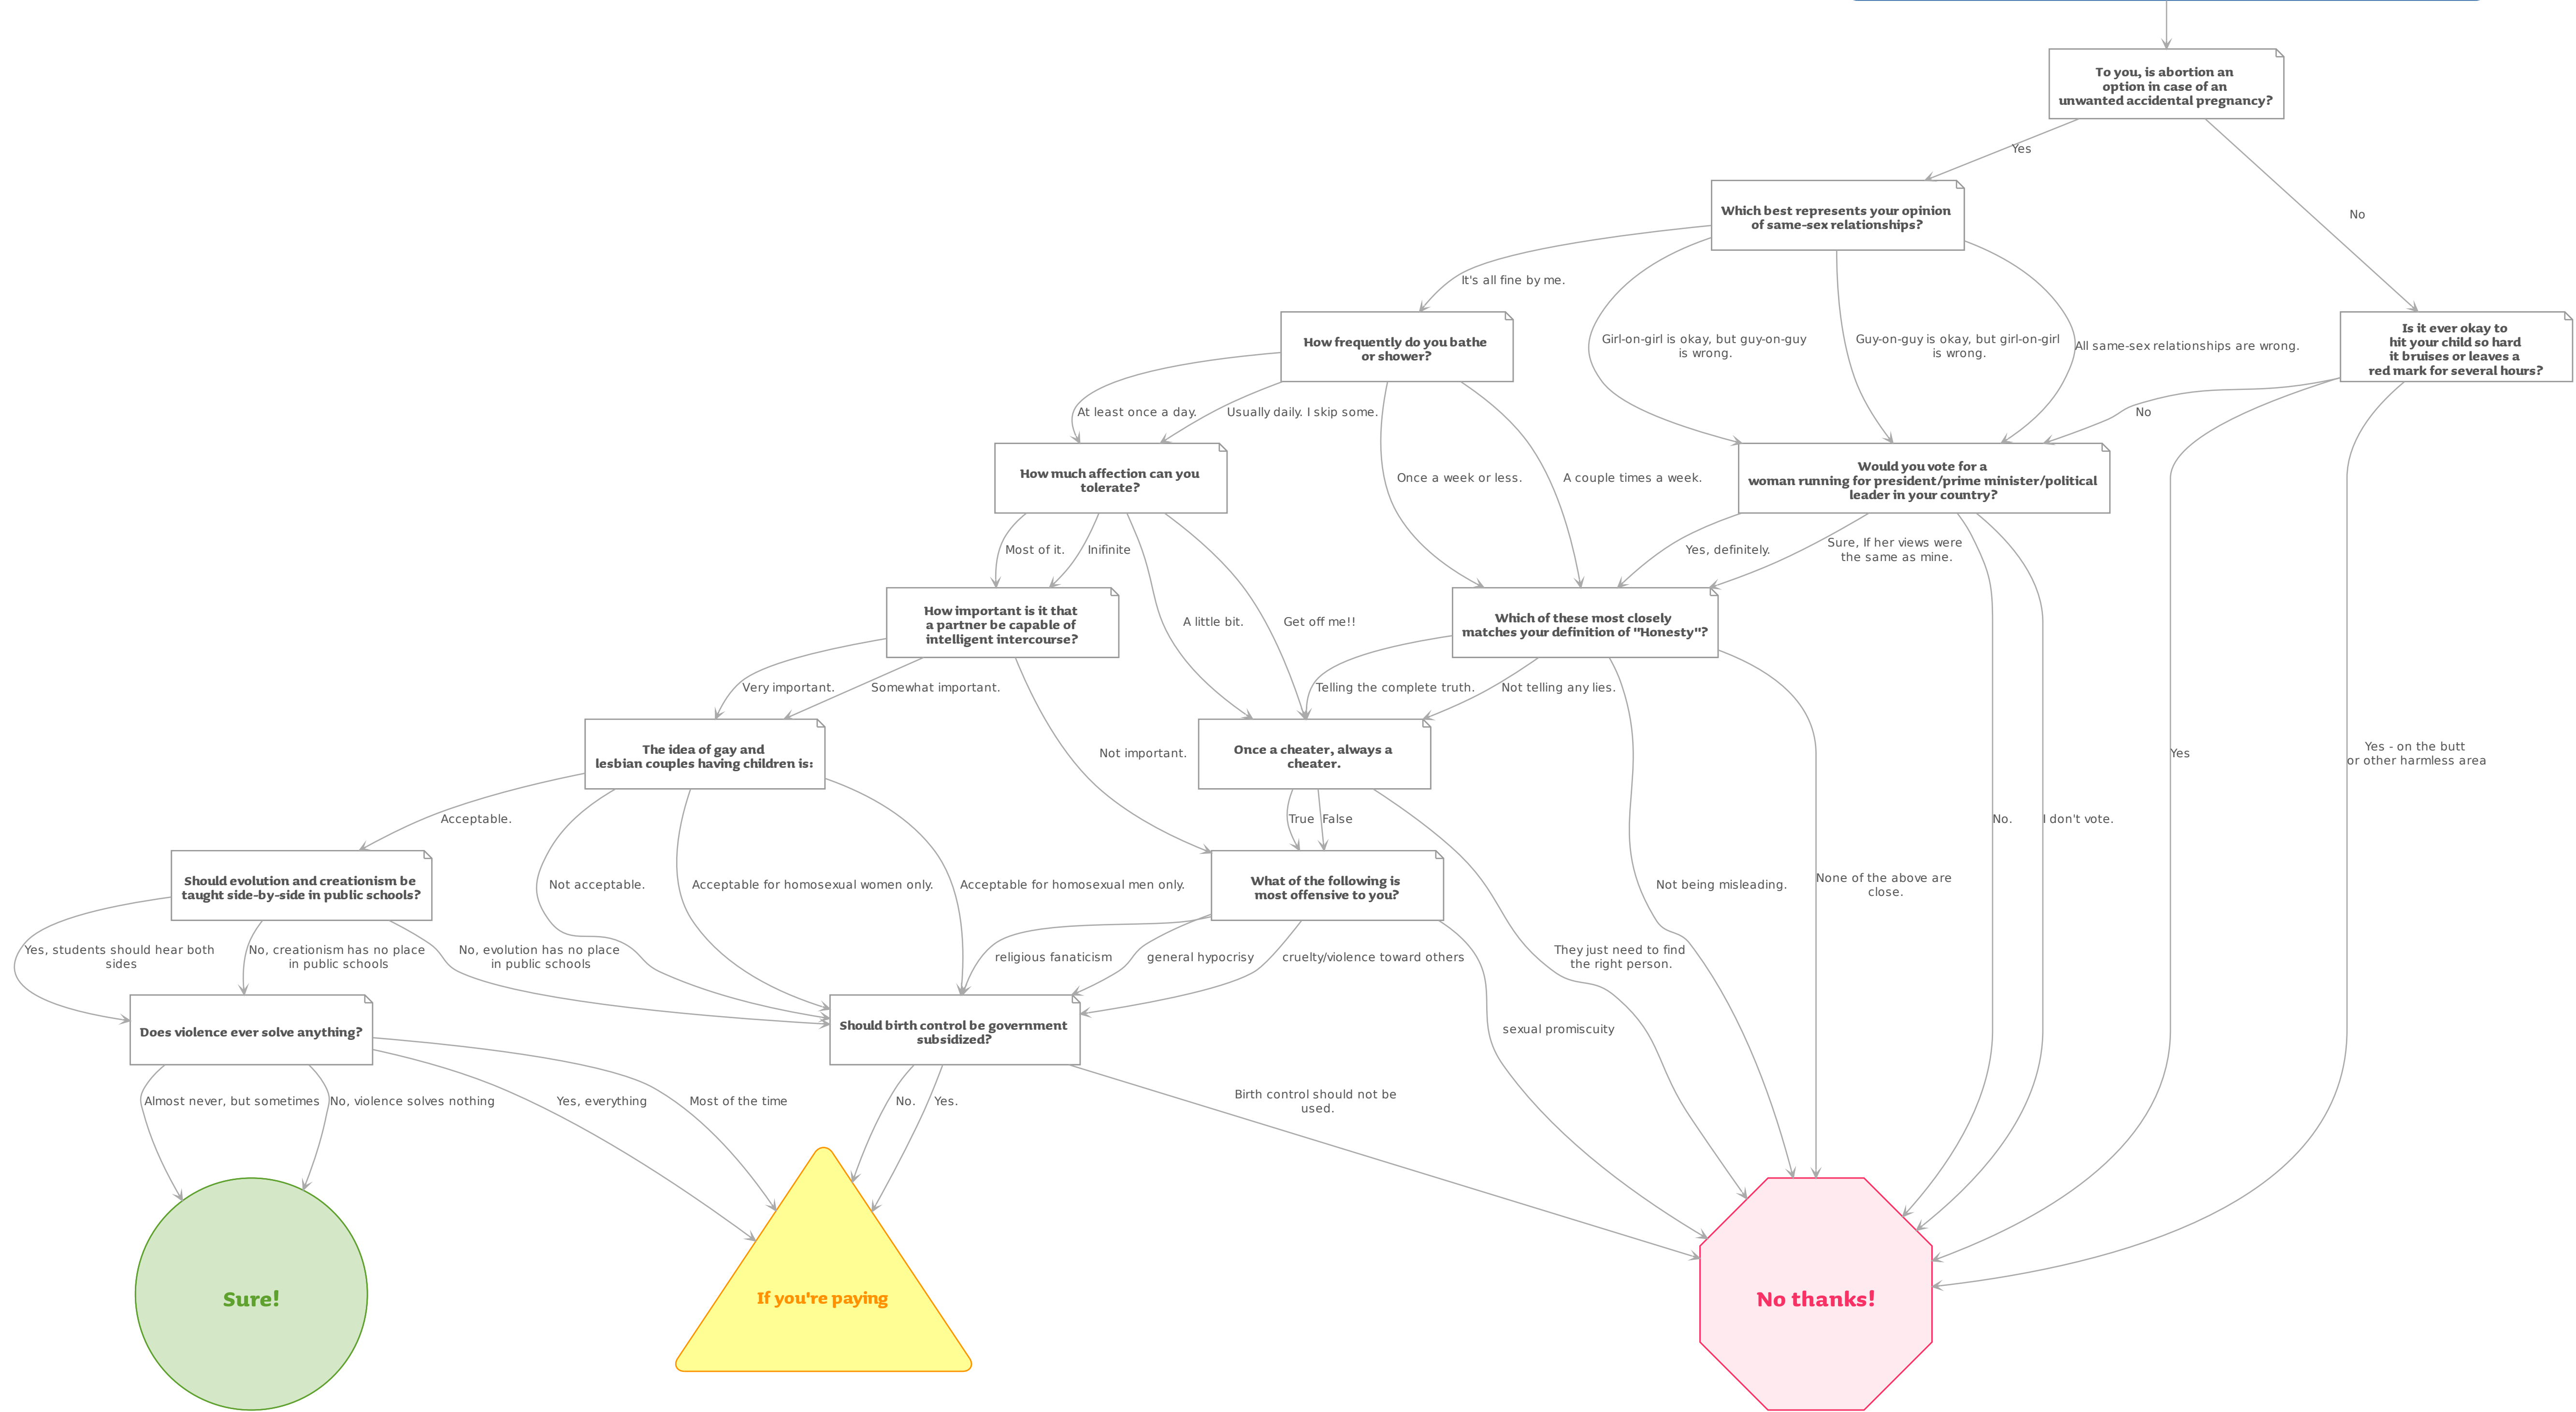 To you, is abortion an
option in case of an
unwanted accidental pregnancy?
Yes
No
Which best represents your opinion
of same-sex relationships?
It's all fine by me.
Girl-on-girl is okay, but guy-on-guy
is wrong.
Guy-on-guy is okay, but girl-on-girl
is wrong.
All same-sex relationships are wrong.
How frequently do you bathe
or shower?
Is it ever okay to
hit your child so hard
it bruises or leaves a
red mark for several hours?
At least once a day.
Usually daily. I skip some.
Once a week or less.
A couple times a week.
No
Yes
Yes - on the butt
or other harmless area
How much affection can you
tolerate?
Would you vote for a
woman running for president/prime minister/political
leader in your country?
Most of it.
Inifinite
A little bit.
Get off me!!
Yes, definitely.
Sure, If her views were
the same as mine.
No.
I don't vote.
How important is it that
a partner be capable of
intelligent intercourse?
Which of these most closely
matches your definition of "Honesty"?
Very important.
Somewhat important.
Not important.
Telling the complete truth.
Not telling any lies.
Not being misleading.
None of the above are
close.
The idea of gay and
lesbian couples having children is:
Once a cheater, always a
cheater.
Acceptable.
Not acceptable.
Acceptable for homosexual women only.
Acceptable for homosexual men only.
True
False
They just need to find
the right person.
Should evolution and creationism be
taught side-by-side in public schools?
What of the following is
most offensive to you?
Yes, students should hear both
sides
No, creationism has no place
in public schools
No, evolution has no place
in public schools
religious fanaticism
general hypocrisy
cruelty/violence toward others
sexual promiscuity
Does violence ever solve anything?
Should birth control be government
subsidized?
Almost never, but sometimes
No, violence solves nothing
Yes, everything
Most of the time
No.
Yes.
Birth control should not be
used.
Sure!
If you're paying
No thanks!